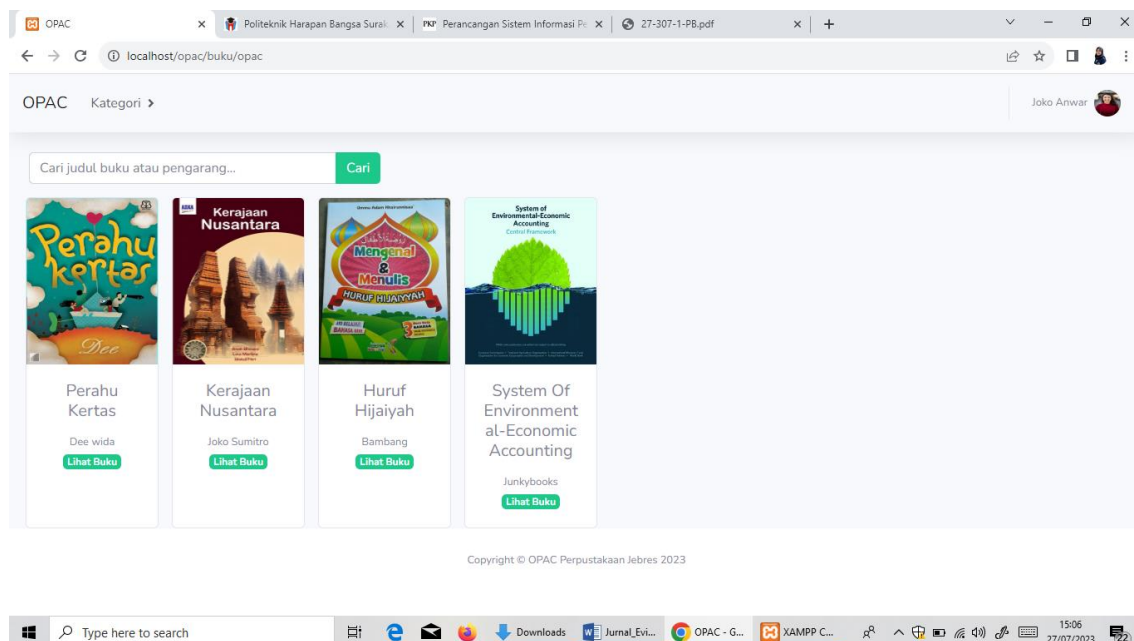 OPAC
Politeknik Harapan Bangsa Surak
PKP Perancangan Sistem Informasi Pe
27-307-1-PB.pdf
localhost/opac/buku/opac
OPAC Kategori
Joko Anwar
Cari judul buku atau pengarang...
Cari
Perahu
kertas
Dee
KDKK
Kerajaan
Nusantara
Mengenal
&
Menulis
HURUF HIJAIYYAH
System of
Environmental-Economic
Accounting
Central Framework
Perahu
Kertas
Dee wida
Lihat Buku
Kerajaan
Nusantara
Joko Sumitro
Lihat Buku
Huruf
Hijaiyah
Bambang
Lihat Buku
System Of
Environment
al-Economic
Accounting
Junkybooks
Lihat Buku
Copyright © OPAC Perpustakaan Jebres 2023
Type here to search
Downloads
Jurnal_Evi...
OPAC - G...
XAMPP C...
15:06
27/07/2023
22